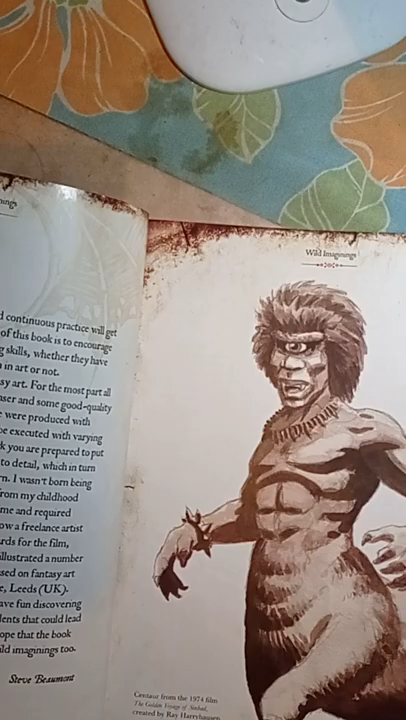 Wild Imaginings
d continuous practice will get
of this book is to encourage
g skills, whether they have
n in art or not.
sy art. For the most part all
aser and some good-quality
were produced with
be executed with varying
k you are prepared to put
to detail, which in turn
rn. I wasn't born being
from my childhood
me and required
ow a freelance artist
rds for the film,
illustrated a number
sed on fantasy art
e, Leeds (UK).
ave fun discovering
lents that could lead
ope that the book
ild imaginings too.
Steve Beaumont
Centaur from the 1974 film
The Golden Voyage of Sinbad,
created by Ray Harryhausen